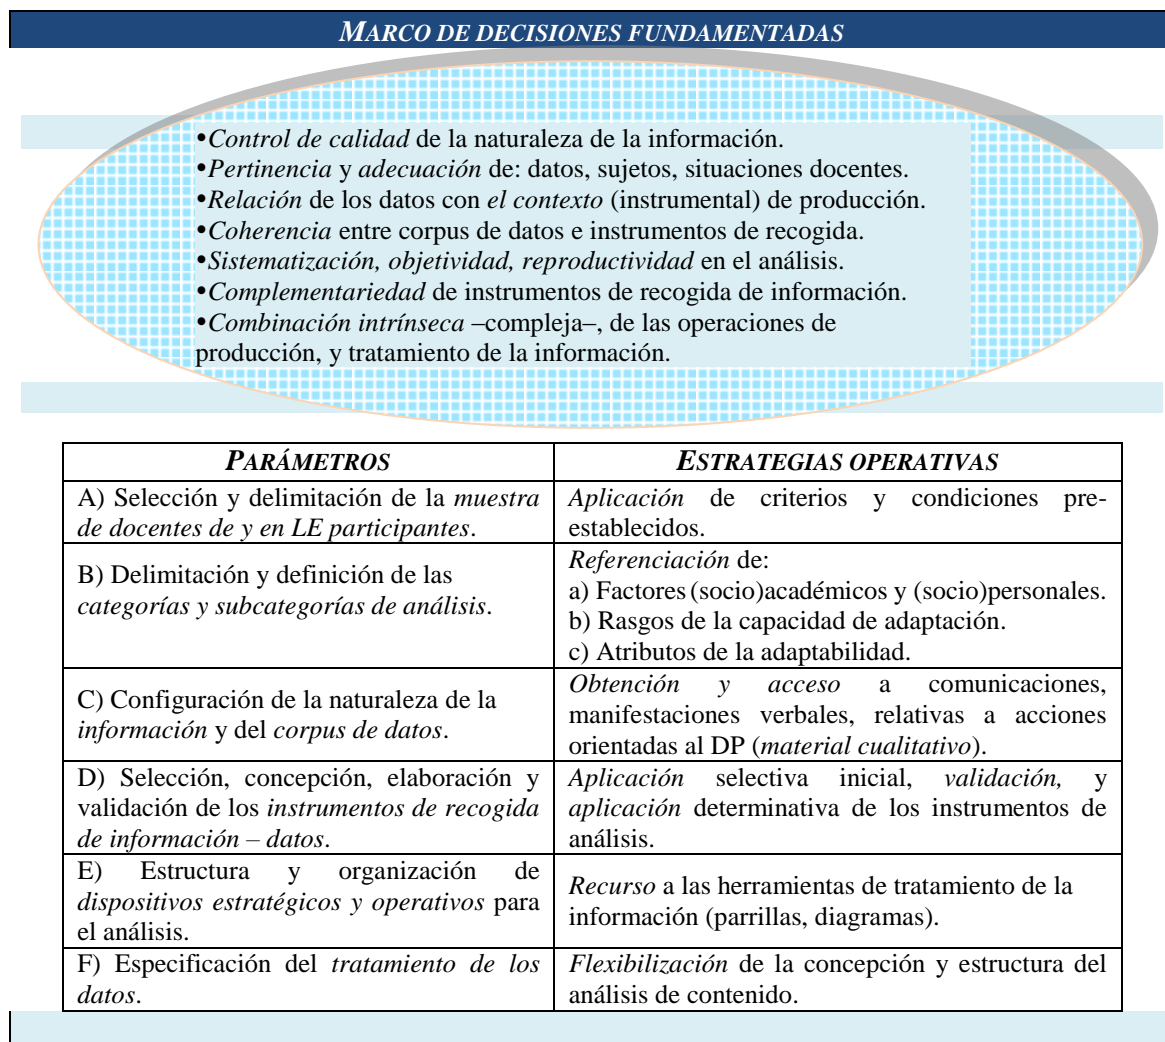 MARCO DE DECISIONES FUNDAMENTADAS
•Control de calidad de la naturaleza de la información.
•Pertinencia y adecuación de: datos, sujetos, situaciones docentes.
•Relación de los datos con el contexto (instrumental) de producción.
•Coherencia entre corpus de datos e instrumentos de recogida.
•Sistematización, objetividad, reproductividad en el análisis.
•Complementariedad de instrumentos de recogida de información.
•Combinación intrínseca –compleja–, de las operaciones de
producción, y tratamiento de la información.
PARÁMETROS
ESTRATEGIAS OPERATIVAS
A) Selección y delimitación de la muestra
de docentes de y en LE participantes.
Aplicación de criterios y condiciones pre-
establecidos.
B) Delimitación y definición de las
categorías y subcategorías de análisis.
Referenciación de:
a) Factores (socio)académicos y (socio)personales.
b) Rasgos de la capacidad de adaptación.
c) Atributos de la adaptabilidad.
C) Configuración de la naturaleza de la
información y del corpus de datos.
Obtención y acceso a comunicaciones,
manifestaciones verbales, relativas a acciones
orientadas al DP (material cualitativo).
D) Selección, concepción, elaboración y
validación de los instrumentos de recogida
de información – datos.
Aplicación selectiva inicial, validación, y
aplicación determinativa de los instrumentos de
análisis.
E) Estructura y organización de
dispositivos estratégicos y operativos para
el análisis.
Recurso a las herramientas de tratamiento de la
información (parrillas, diagramas).
F) Especificación del tratamiento de los
datos.
Flexibilización de la concepción y estructura del
análisis de contenido.